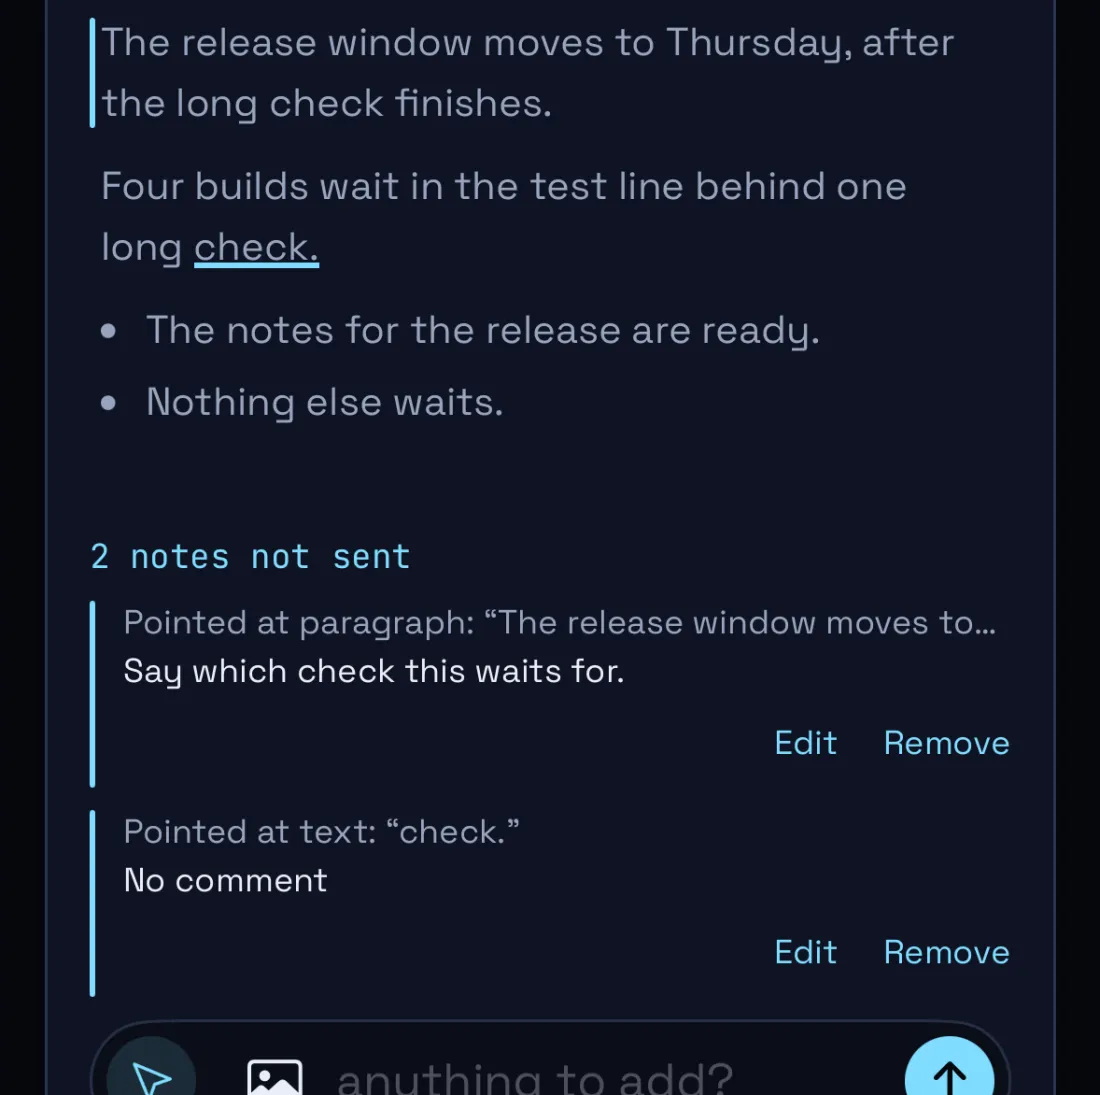 The release window moves to Thursday, after
the long check finishes.
Four builds wait in the test line behind one
long check.
• The notes for the release are ready.
• Nothing else waits.
2 notes not sent
Pointed at paragraph: “The release window moves to…
Say which check this waits for.
Edit Remove
Pointed at text: “check.”
No comment
Edit Remove
anything to add?